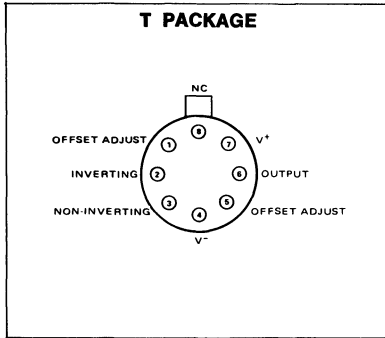 T PACKAGE
NC
8
OFFSET ADJUST 1 7 V+
INVERTING 2 6 OUTPUT
NON-INVERTING 3 5 OFFSET ADJUST
4
V−